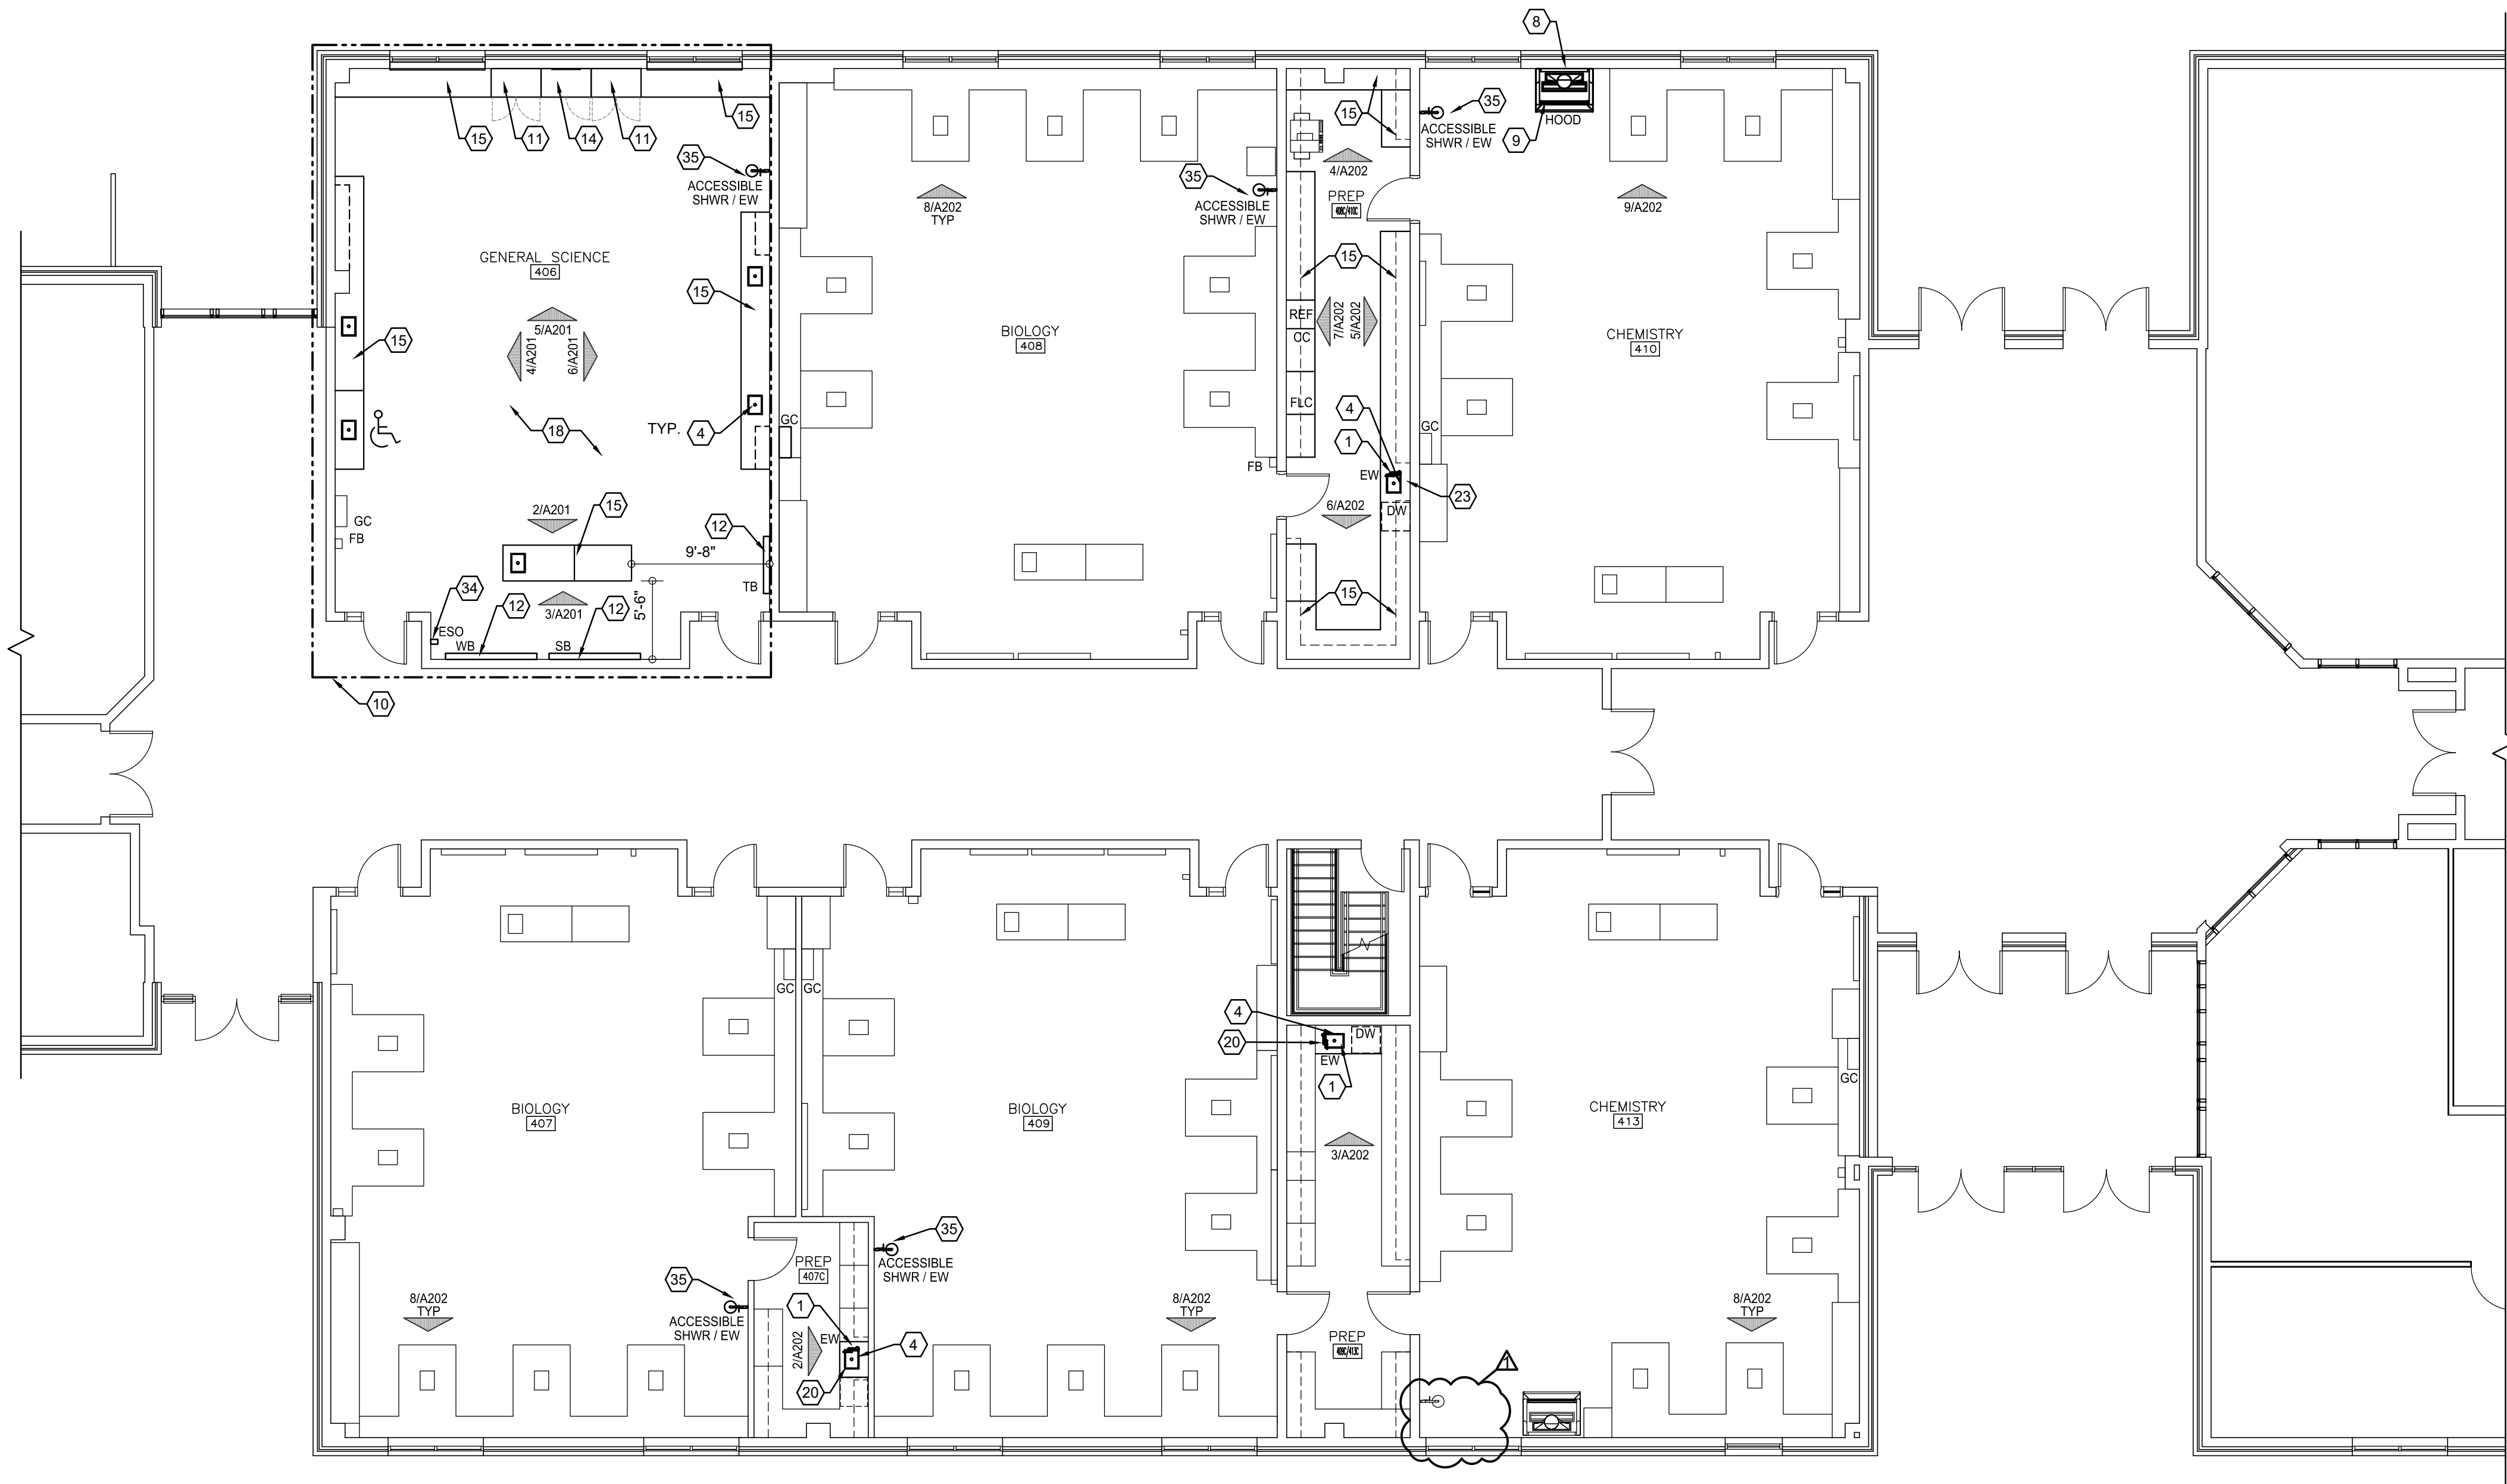 8
15
11
14
11
15
15
35
ACCESSIBLE
SHWR / EW
9
HOOD
35
ACCESSIBLE
SHWR / EW
35
ACCESSIBLE
SHWR / EW
4/A202
PREP
8/A202
TYP
9/A202
GENERAL SCIENCE
406
15
15
5/A201
4/A201
6/A201
15
REF
CC
FLC
7/A202
5/A202
BIOLOGY
408
CHEMISTRY
410
18
TYP.
4
GC
4
1
EW
GC
FB
23
DW
6/A202
GC
FB
2/A201
15
12
9'-8"
TB
34
12
3/A201
12
5'-6"
15
ESO
WB
SB
10
GC
GC
4
20
DW
EW
1
GC
BIOLOGY
407
BIOLOGY
409
CHEMISTRY
413
3/A202
35
ACCESSIBLE
SHWR / EW
PREP
407C
35
ACCESSIBLE
SHWR / EW
1
EW
4
2/A202
20
8/A202
TYP
8/A202
TYP
8/A202
TYP
PREP
1